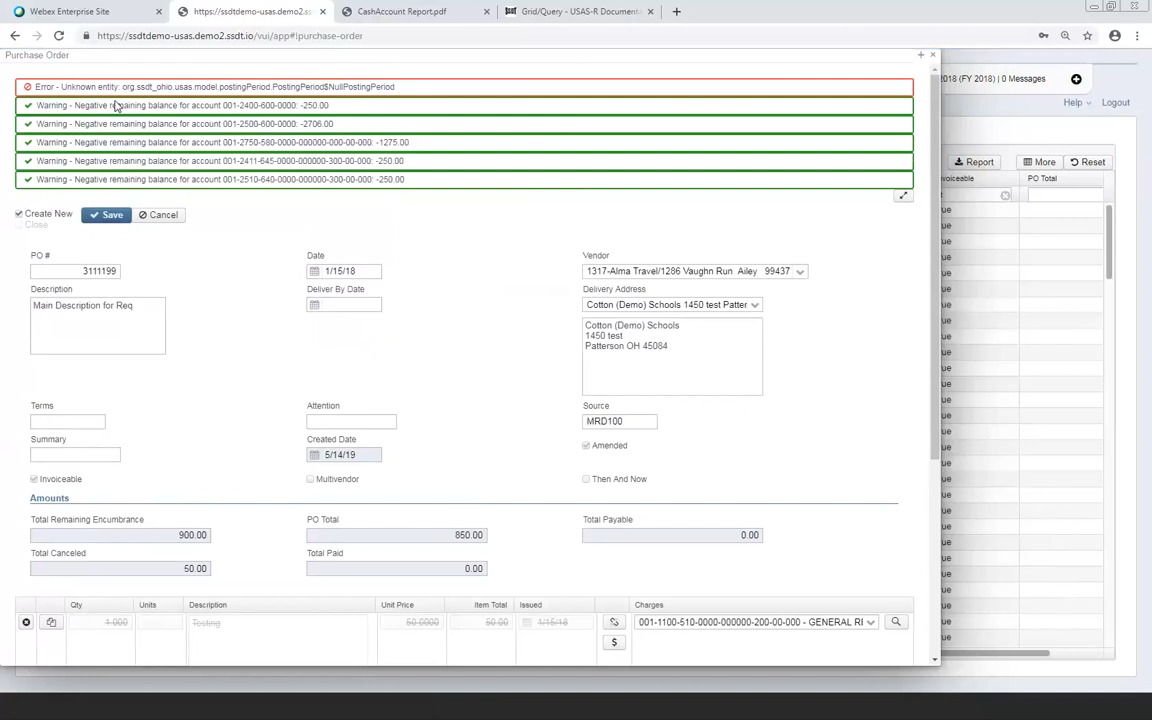 Webex Enterprise Site
https://ssdtdemo-usas.demo2.ss
CashAccount Report.pdf
Grid/Query - USAS-R Documenta
https://ssdtdemo-usas.demo2.ssdt.io/vui/app#!purchase-order
Purchase Order
2018 (FY 2018) | 0 Messages
Error - Unknown entity: org.ssdt_ohio.usas.model.postingPeriod.PostingPeriod$NullPostingPeriod
Warning - Negative remaining balance for account 001-2400-600-0000: -250.00
Help
Logout
Warning - Negative remaining balance for account 001-2500-600-0000: -2706.00
Warning - Negative remaining balance for account 001-2750-580-0000-000000-000-00-000: -1275.00
Warning - Negative remaining balance for account 001-2411-645-0000-000000-300-00-000: -250.00
Report
More
Reset
Warning - Negative remaining balance for account 001-2510-640-0000-000000-300-00-000: -250.00
voiceable
PO Total
Create New
Save
Cancel
Close
PO #
Date
Vendor
3111199
1/15/18
1317-Alma Travel/1286 Vaughn Run Ailey 99437
Description
Deliver By Date
Delivery Address
Main Description for Req
Cotton (Demo) Schools 1450 test Patter
Cotton (Demo) Schools
1450 test
Patterson OH 45084
Terms
Attention
Source
MRD100
Summary
Created Date
Amended
5/14/19
Invoiceable
Multivendor
Then And Now
Amounts
Total Remaining Encumbrance
PO Total
Total Payable
900.00
850.00
0.00
Total Canceled
Total Paid
50.00
0.00
Qty
Units
Description
Unit Price
Item Total
Issued
Charges
1.000
Testing
50.0000
50.00
1/15/18
001-1100-510-0000-000000-200-00-000 - GENERAL RI
$